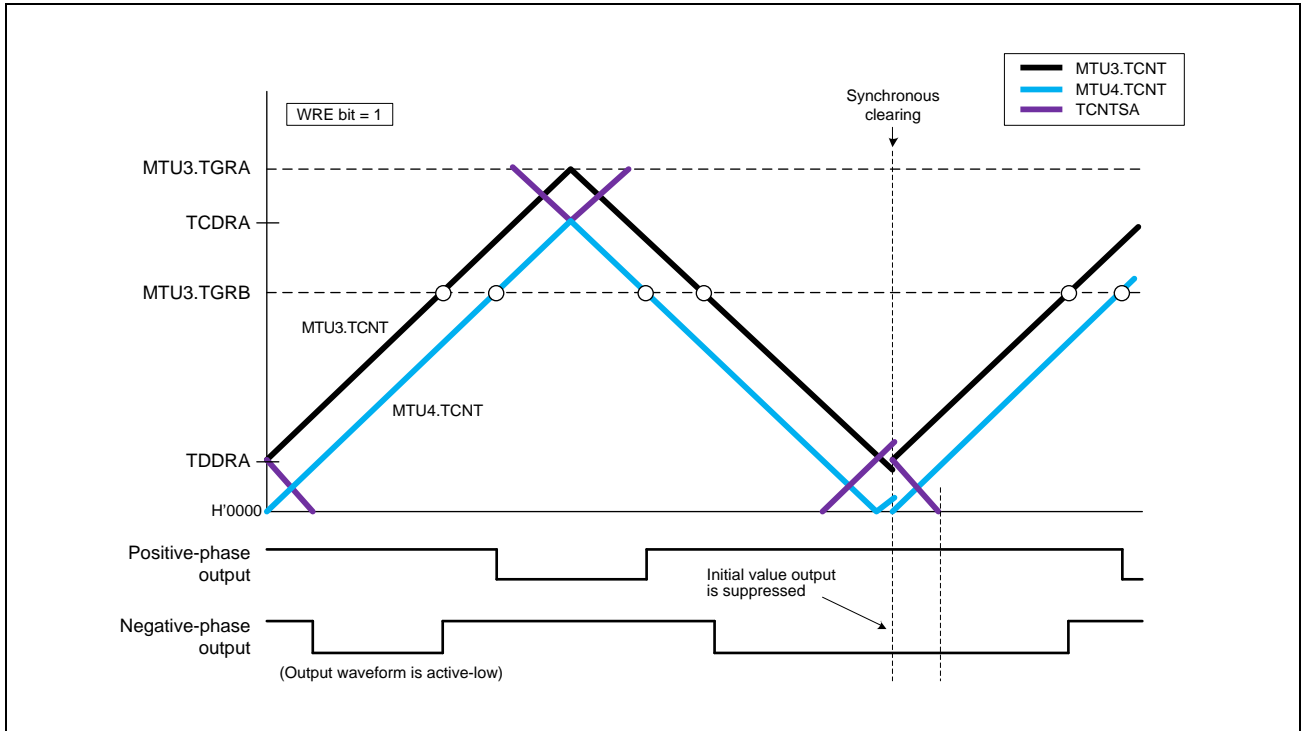 MTU3.TCNT
MTU4.TCNT
TCNTSA
Synchronous
clearing
WRE bit = 1
MTU3.TGRA
TCDRA
MTU3.TGRB
MTU3.TCNT
MTU4.TCNT
TDDRA
H'0000
Positive-phase
output
Initial value output
is suppressed
Negative-phase
output
(Output waveform is active-low)